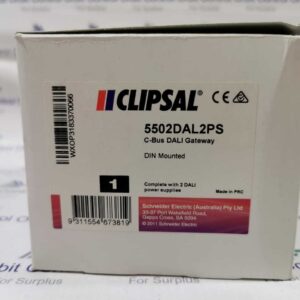 CLIPSAL®
5502DAL2PS
C-Bus DALI Gateway
DIN Mounted
WXOP3183370066
1
Complete with 2 DALI
power supplies
Made in PRC
9 311554 673819
Schneider Electric (Australia) Pty Ltd
33-37 Port Wakefield Road,
Gepps Cross, SA 5094
© 2011 Schneider Electric
For Surplus